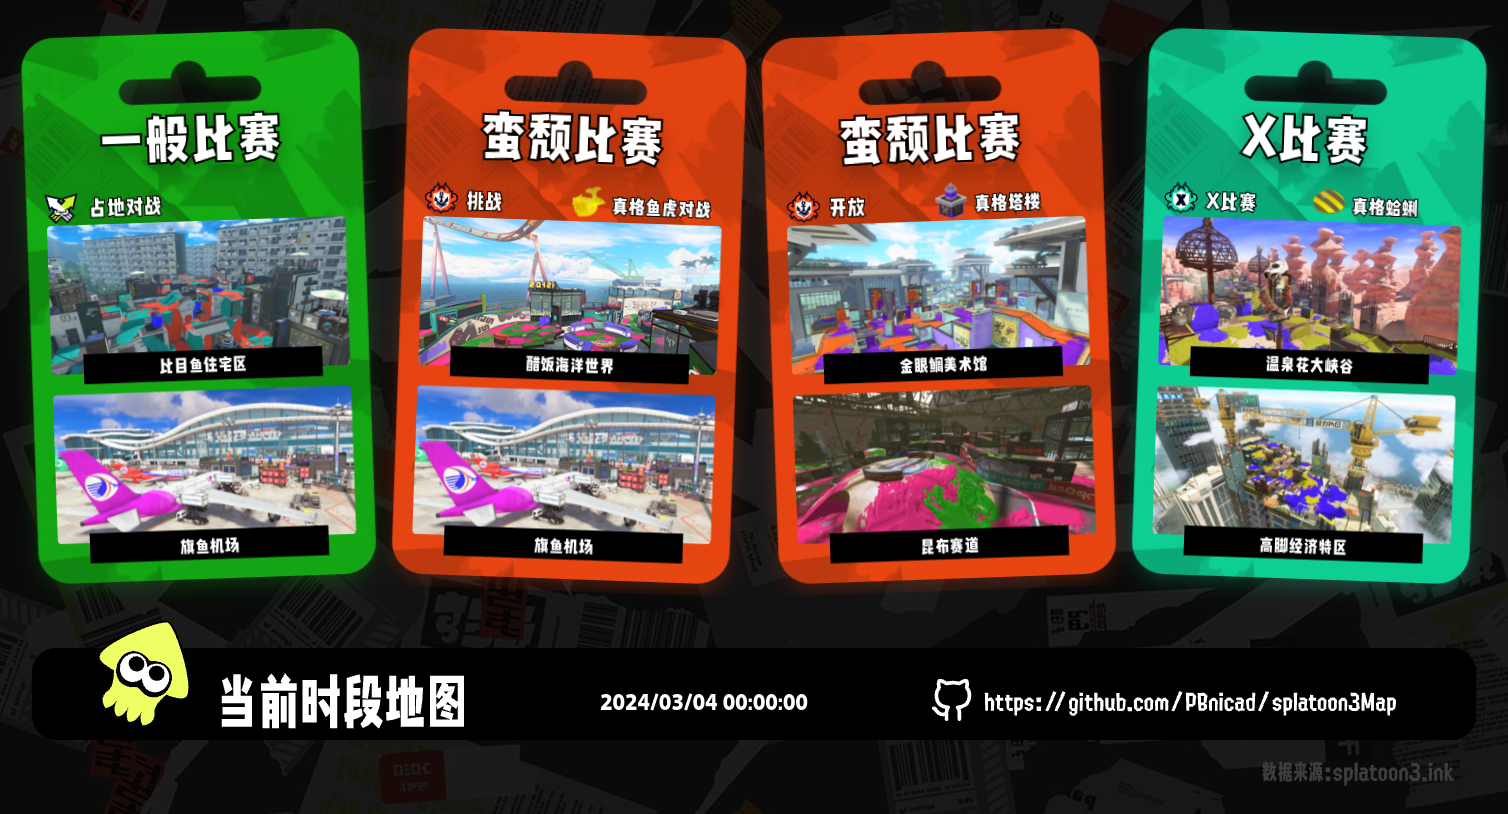 一般比赛
占地对战
比目鱼住宅区
旗鱼机场
蛮颓比赛
挑战
真格鱼虎对战
醋饭海洋世界
旗鱼机场
蛮颓比赛
开放
真格塔楼
金眼鲷美术馆
昆布赛道
X比赛
X比赛
真格蛤蜊
温泉花大峡谷
高脚经济特区
当前时段地图
2024/03/04 00:00:00
https://github.com/PBnicad/splatoon3Map
数据来源:splatoon3.ink